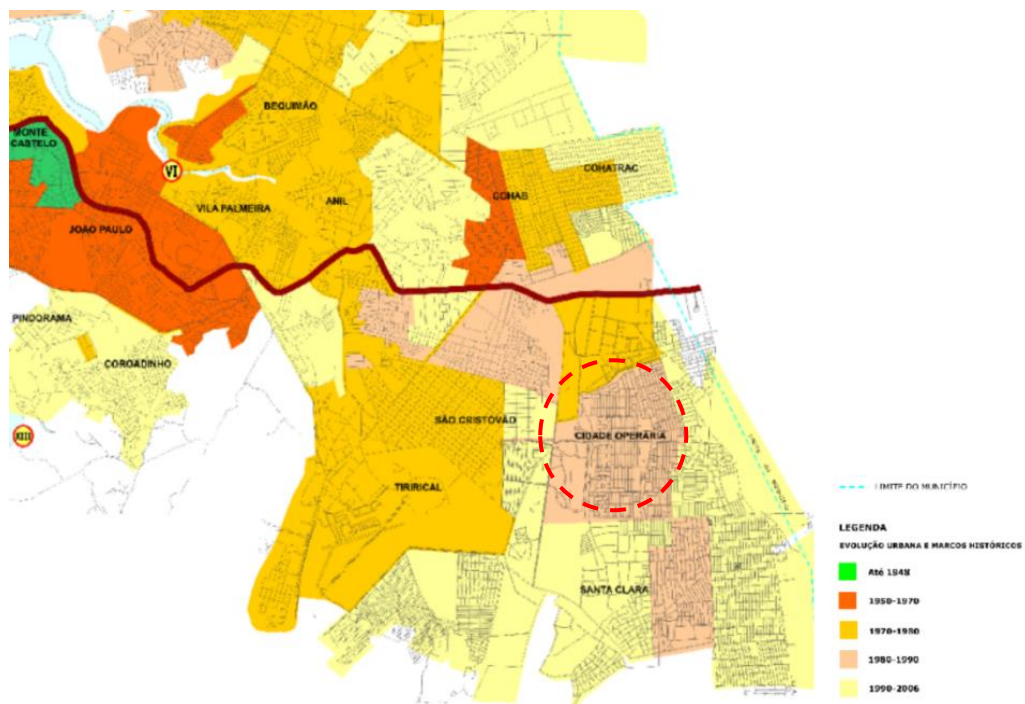 BEQUIMÃO
MONTE
CASTELO
VI
COHATRAC
COHAB
ANIL
VILA PALMEIRA
JOÃO PAULO
PINDORAMA
COROADINHO
SÃO CRISTOVÃO
CIDADE OPERÁRIA
XIII
TIRIRICAL
SANTA CLARA
LIMITE DO MUNICÍPIO
LEGENDA
EVOLUÇÃO URBANA E MARCOS HISTÓRICOS
Até 1948
1950-1970
1970-1980
1980-1990
1990-2006